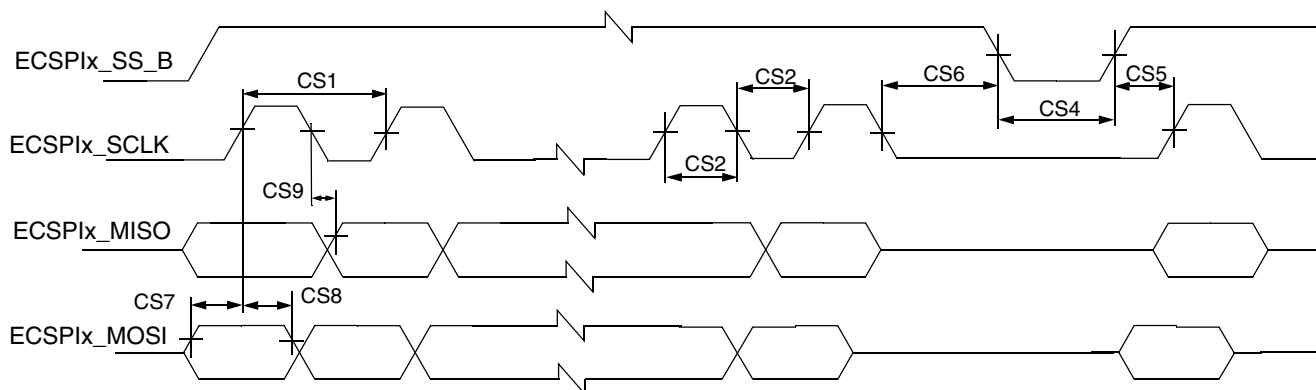 ECSPIx_SS_B
CS1
CS2
CS6
CS5
CS4
ECSPIx_SCLK
CS2
CS9
ECSPIx_MISO
CS7
CS8
ECSPIx_MOSI